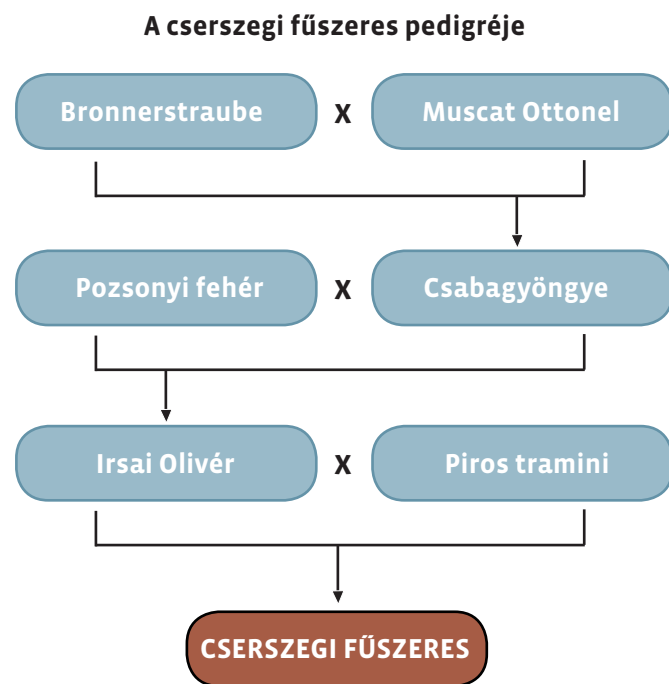 A cserszegi fűszeres pedigréje
Bronnerstraube X Muscat Ottonel
Pozsonyi fehér X Csabagyöngye
Irsai Olivér X Piros tramini
CSERSZEGI FŰSZERES